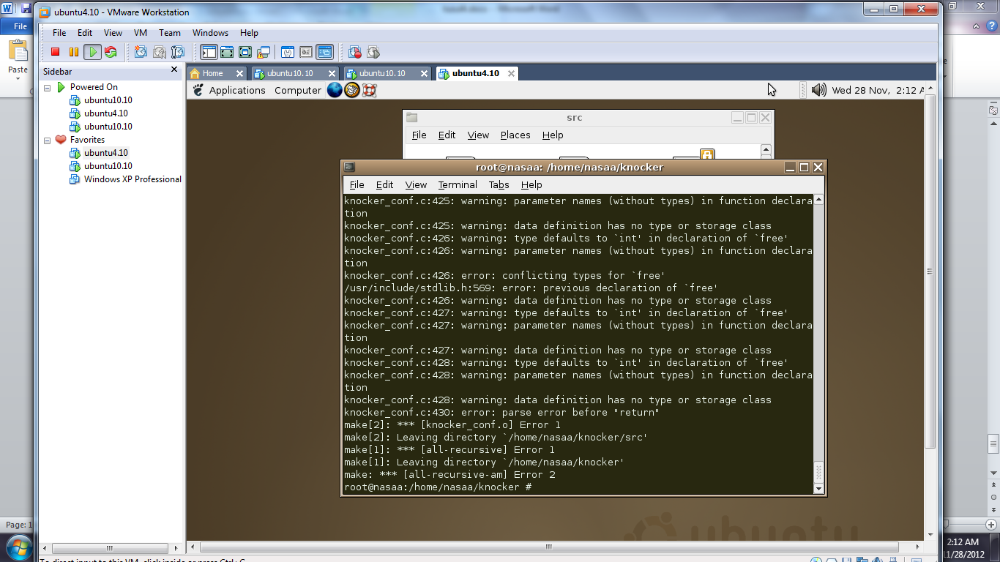 ubuntu4.10 - VMware Workstation
File
File Edit View VM Team Windows Help
Paste
Sidebar
Home
ubuntu10.10
ubuntu10.10
ubuntu4.10
Powered On
ubuntu10.10
ubuntu4.10
ubuntu10.10
Favorites
ubuntu4.10
ubuntu10.10
Windows XP Professional
Applications Computer
Wed 28 Nov, 2:12 A
src
File Edit View Places Help
root@nasaa: /home/nasaa/knocker
File Edit View Terminal Tabs Help
knocker_conf.c:425: warning: parameter names (without types) in function declara
tion
knocker_conf.c:425: warning: data definition has no type or storage class
knocker_conf.c:426: warning: type defaults to `int' in declaration of `free'
knocker_conf.c:426: warning: parameter names (without types) in function declara
tion
knocker_conf.c:426: error: conflicting types for `free'
/usr/include/stdlib.h:569: error: previous declaration of `free'
knocker_conf.c:426: warning: data definition has no type or storage class
knocker_conf.c:427: warning: type defaults to `int' in declaration of `free'
knocker_conf.c:427: warning: parameter names (without types) in function declara
tion
knocker_conf.c:427: warning: data definition has no type or storage class
knocker_conf.c:428: warning: type defaults to `int' in declaration of `free'
knocker_conf.c:428: warning: parameter names (without types) in function declara
tion
knocker_conf.c:428: warning: data definition has no type or storage class
knocker_conf.c:430: error: parse error before "return"
make[2]: *** [knocker_conf.o] Error 1
make[2]: Leaving directory `/home/nasaa/knocker/src'
make[1]: *** [all-recursive] Error 1
make[1]: Leaving directory `/home/nasaa/knocker'
make: *** [all-recursive-am] Error 2
root@nasaa:/home/nasaa/knocker #
ubuntu
Page: 1
To direct input to this VM, click inside or press Ctrl+G.
2:12 AM
11/28/2012